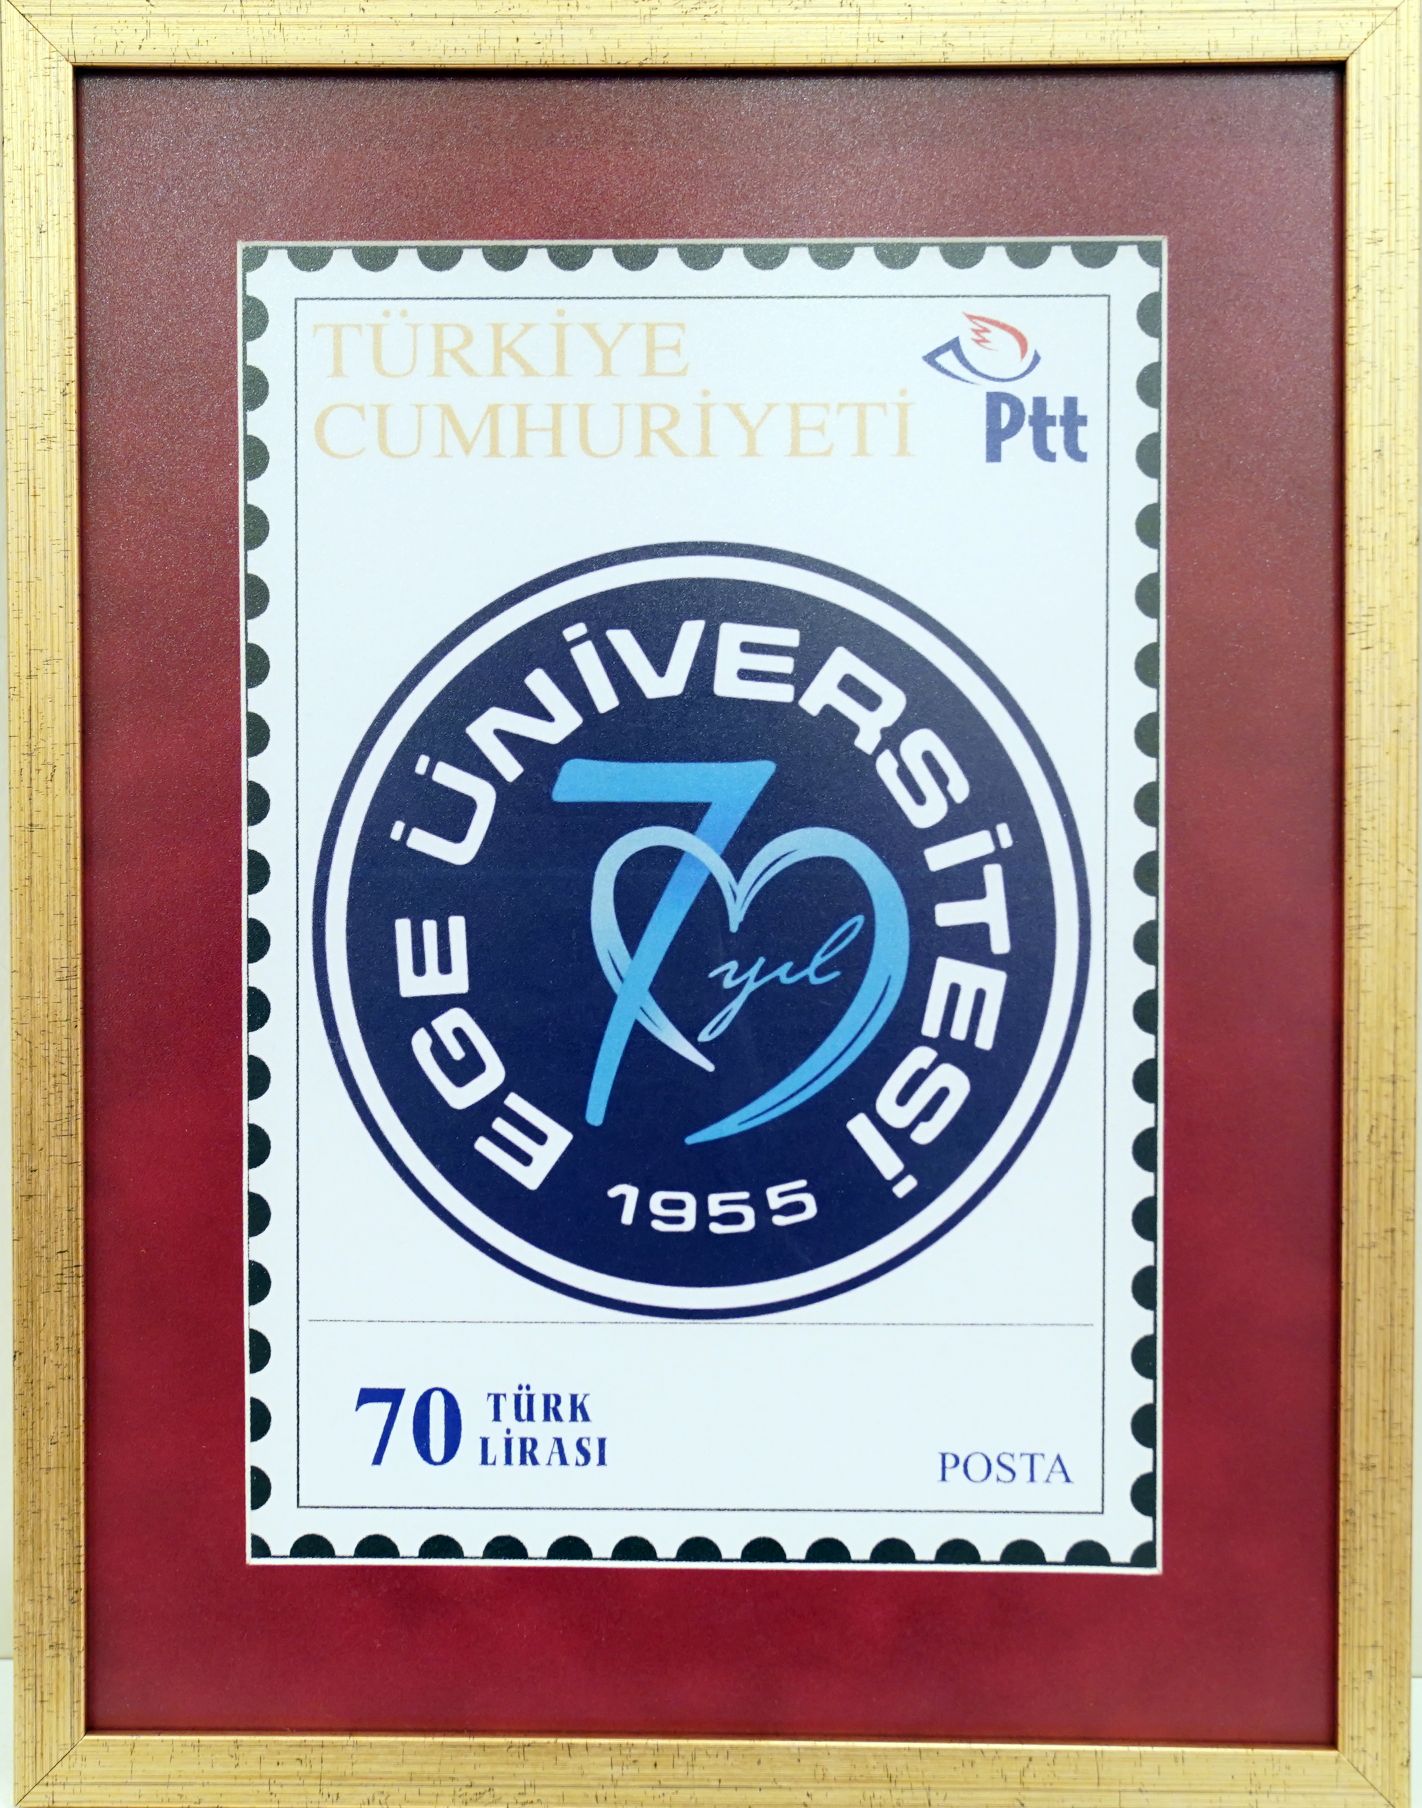 TÜRKİYE
CUMHURİYETİ
Ptt
EGE ÜNİVERSİTESİ
70
yıl
1955
70 TÜRK
LİRASI
POSTA